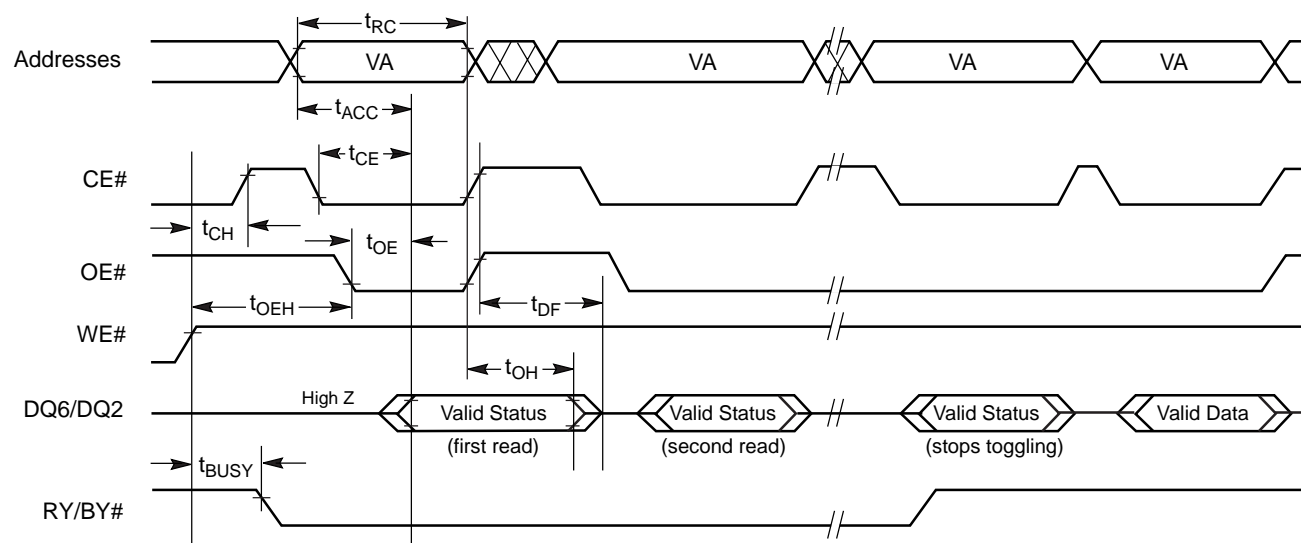 tRC
Addresses VA VA VA VA
tACC
tCE
CE#
tCH tOE
OE#
tOEH tDF
WE#
tOH
High Z
DQ6/DQ2 Valid Status Valid Status Valid Status Valid Data
(first read) (second read) (stops toggling)
tBUSY
RY/BY#